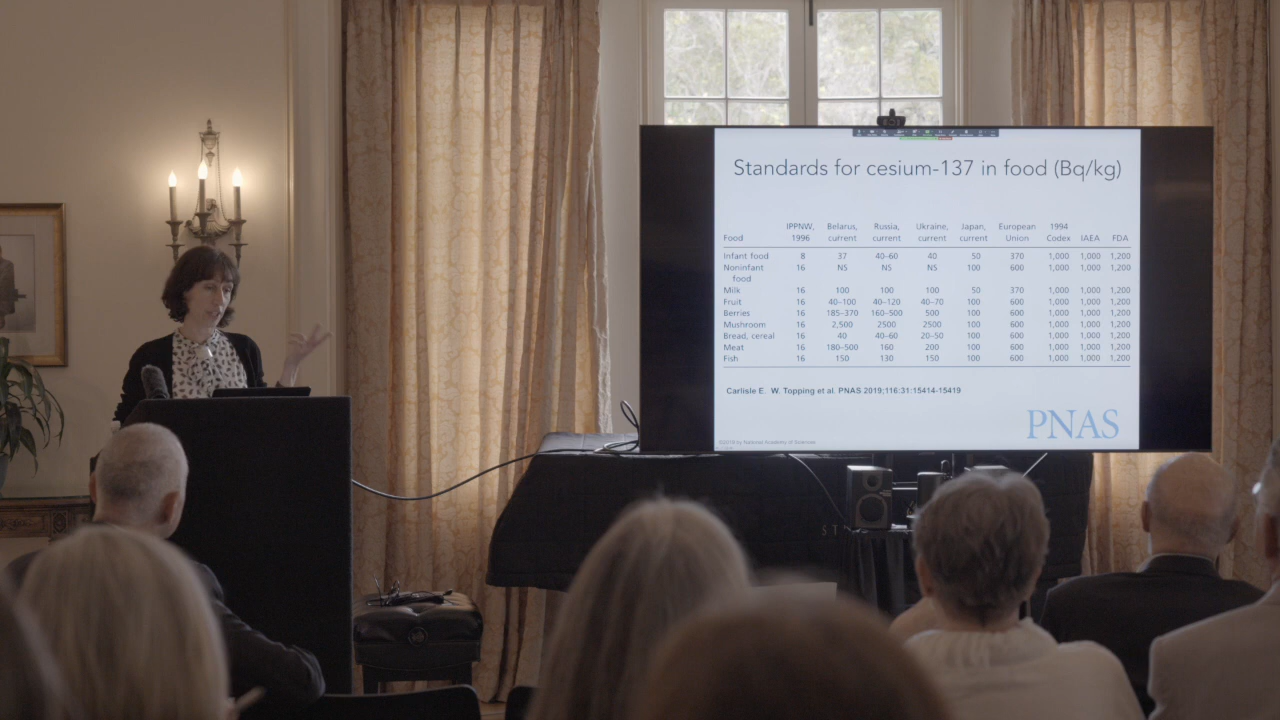 Standards for cesium-137 in food (Bq/kg)
IPPNW, Belarus, Russia, Ukraine, Japan, European 1994
Food 1996 current current current current Union Codex IAEA FDA
Infant food 8 37 40–60 40 50 370 1,000 1,000 1,200
Noninfant 16 NS NS NS 100 600 1,000 1,000 1,200
food
Milk 16 100 100 100 50 370 1,000 1,000 1,200
Fruit 16 40–100 40–120 40–70 100 600 1,000 1,000 1,200
Berries 16 185–370 160–500 500 100 600 1,000 1,000 1,200
Mushroom 16 2,500 2500 2500 100 600 1,000 1,000 1,200
Bread, cereal 16 40 40–60 20–50 100 600 1,000 1,000 1,200
Meat 16 180–500 160 200 100 600 1,000 1,000 1,200
Fish 16 150 130 150 100 600 1,000 1,000 1,200
Carlisle E. W. Topping et al. PNAS 2019;116:31:15414-15419
PNAS
©2019 by National Academy of Sciences